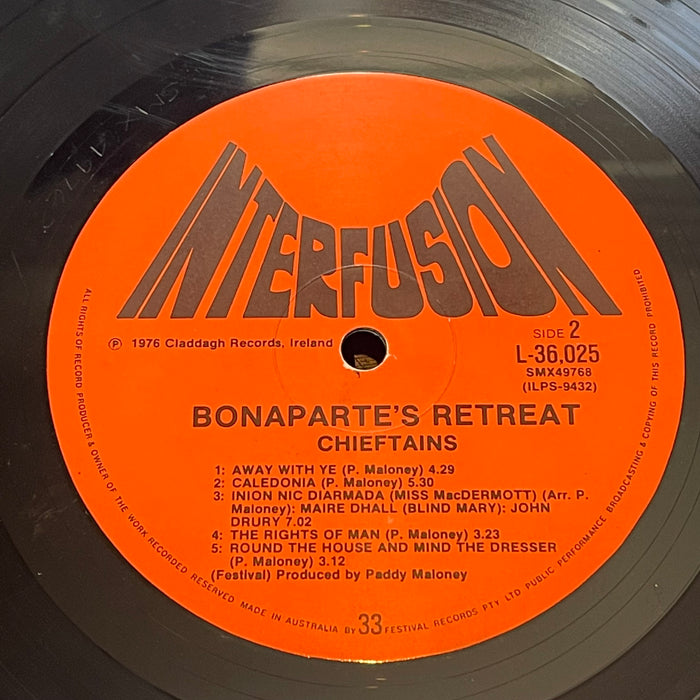 INTERFUSION
℗ 1976 Claddagh Records, Ireland
SIDE 2
L-36,025
SMX49768
(ILPS-9432)
BONAPARTE'S RETREAT
CHIEFTAINS
1: AWAY WITH YE (P. Maloney) 4.29
2: CALEDONIA (P. Maloney) 5.30
3: INION NIC DIARMADA (MISS MacDERMOTT) (Arr. P.
Maloney): MAIRE DHALL (BLIND MARY): JOHN
DRURY 7.02
4: THE RIGHTS OF MAN (P. Maloney) 3.23
5: ROUND THE HOUSE AND MIND THE DRESSER
(P. Maloney) 3.12
(Festival) Produced by Paddy Maloney
ALL RIGHTS OF RECORD PRODUCER & OWNER OF THE WORK RECORDED RESERVED MADE IN AUSTRALIA BY 33 FESTIVAL RECORDS PTY LTD PUBLIC PERFORMANCE BROADCASTING & COPYING OF THIS RECORD PROHIBITED